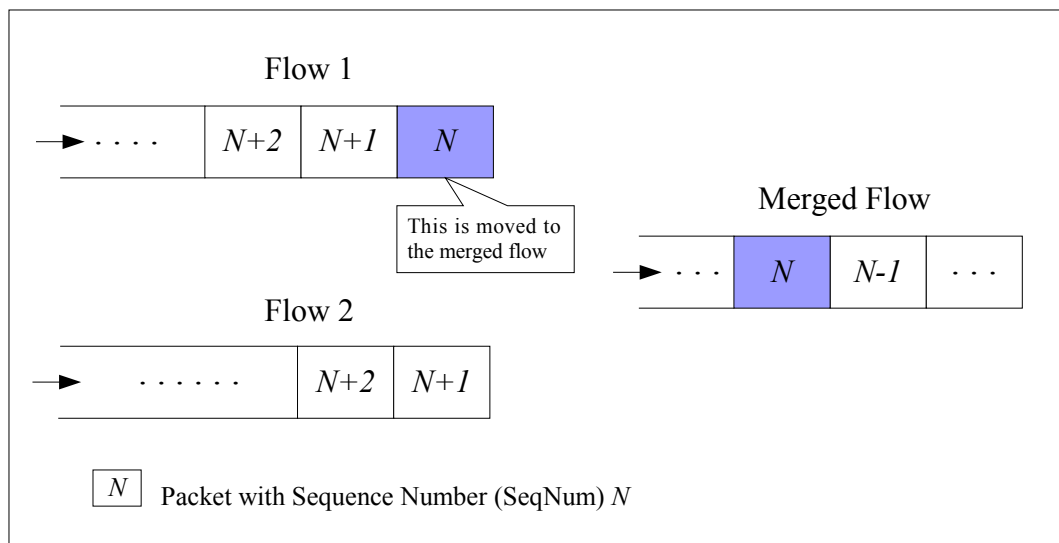 Flow 1
. . . . N+2 N+1 N
This is moved to
the merged flow
Merged Flow
. . . N N-1 . . .
Flow 2
. . . . . . N+2 N+1
N Packet with Sequence Number (SeqNum) N